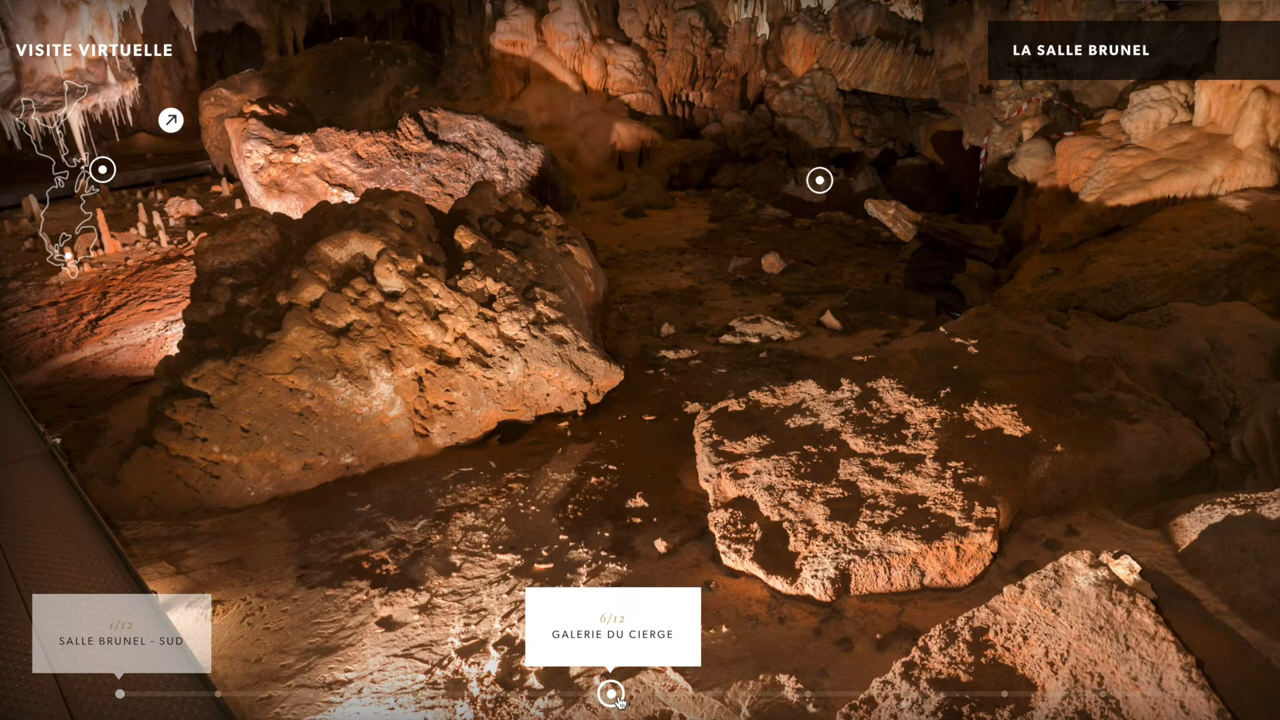 VISITE VIRTUELLE
LA SALLE BRUNEL
1/12
SALLE BRUNEL - SUD
6/12
GALERIE DU CIERGE